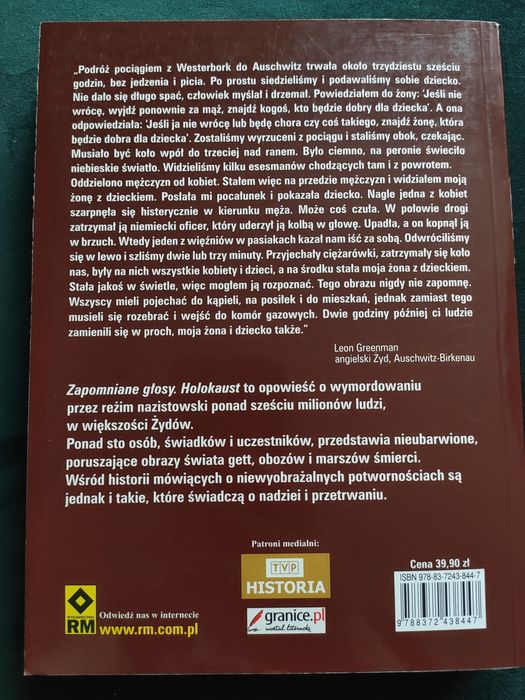 „Podróż pociągiem z Westerbork do Auschwitz trwała około trzydziestu sześciu
godzin, bez jedzenia i picia. Po prostu siedzieliśmy i podawaliśmy sobie dziecko.
Nie dało się długo spać, człowiek myślał i drzemał. Powiedziałem do żony: 'Jeśli nie
wrócę, wyjdź ponownie za mąż, znajdź kogoś, kto będzie dobry dla dziecka'. A ona
odpowiedziała: 'Jeśli ja nie wrócę lub będę chora czy coś takiego, znajdź żonę, która
będzie dobra dla dziecka'. Zostaliśmy wyrzuceni z pociągu i staliśmy obok, czekając.
Musiało być koło wpół do trzeciej nad ranem. Było ciemno, na peronie świeciło
niebieskie światło. Widzieliśmy kilku esesmanów chodzących tam i z powrotem.
Oddzielono mężczyzn od kobiet. Stałem więc na przedzie mężczyzn i widziałem moją
żonę z dzieckiem. Posłała mi pocałunek i pokazała dziecko. Nagle jedna z kobiet
szarpnęła się histerycznie w kierunku męża. Może coś czuła. W połowie drogi
zatrzymał ją niemiecki oficer, który uderzył ją kolbą w głowę. Upadła, a on kopnął ją
w brzuch. Wtedy jeden z więźniów w pasiakach kazał nam iść za sobą. Odwróciliśmy
się w lewo i szliśmy dwie lub trzy minuty. Przyjechały ciężarówki, zatrzymały się koło
nas, były na nich wszystkie kobiety i dzieci, a na środku stała moja żona z dzieckiem.
Stała jakoś w świetle, więc mogłem ją rozpoznać. Tego obrazu nigdy nie zapomnę.
Wszyscy mieli pojechać do kąpieli, na posiłek i do mieszkań, jednak zamiast tego
musieli się rozebrać i wejść do komór gazowych. Dwie godziny później ci ludzie
zamienili się w proch, moja żona i dziecko także."
Leon Greenman
angielski Żyd, Auschwitz-Birkenau
Zapomniane głosy. Holokaust to opowieść o wymordowaniu
przez reżim nazistowski ponad sześciu milionów ludzi,
w większości Żydów.
Ponad sto osób, świadków i uczestników, przedstawia nieubarwione,
poruszające obrazy świata gett, obozów i marszów śmierci.
Wśród historii mówiących o niewyobrażalnych potwornościach są
jednak i takie, które świadczą o nadziei i przetrwaniu.
Patroni medialni:
TVP
HISTORIA
granice.pl
wortal literacki
WYDAWNICTWO
RM
Odwiedź nas w internecie
www.rm.com.pl
Cena 39,90 zł
ISBN 978-83-7243-844-7
9 788372 438447